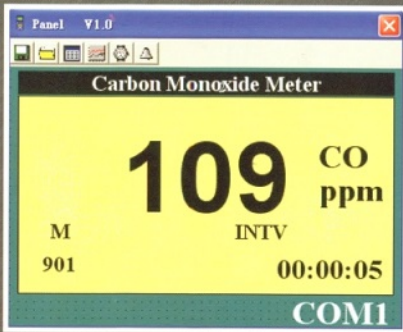 Panel V1.0
Carbon Monoxide Meter
109
CO
ppm
M
INTV
901
00:00:05
COM1